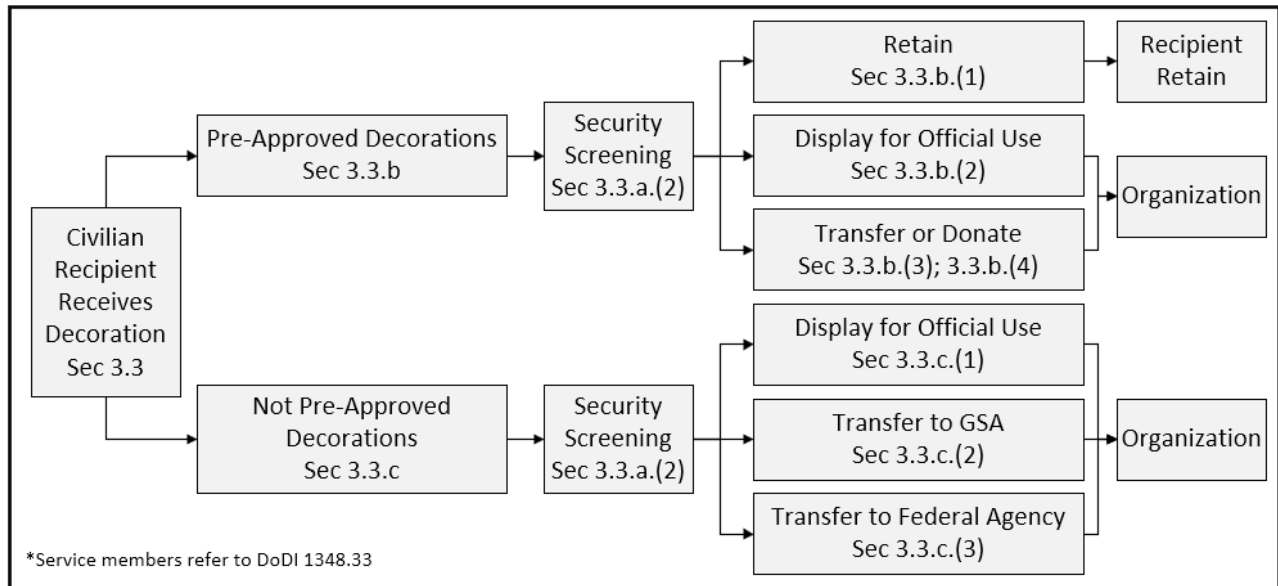 Civilian
Recipient
Receives
Decoration
Sec 3.3
Pre-Approved Decorations
Sec 3.3.b
Security
Screening
Sec 3.3.a.(2)
Retain
Sec 3.3.b.(1)
Recipient
Retain
Display for Official Use
Sec 3.3.b.(2)
Transfer or Donate
Sec 3.3.b.(3); 3.3.b.(4)
Organization
Not Pre-Approved
Decorations
Sec 3.3.c
Security
Screening
Sec 3.3.a.(2)
Display for Official Use
Sec 3.3.c.(1)
Transfer to GSA
Sec 3.3.c.(2)
Transfer to Federal Agency
Sec 3.3.c.(3)
Organization
*Service members refer to DoDI 1348.33